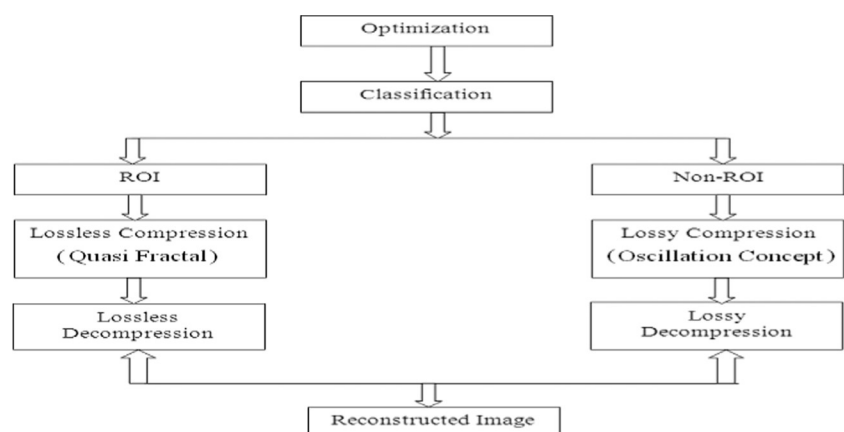 Optimization
Classification
ROI
Non-ROI
Lossless Compression
(Quasi Fractal)
Lossy Compression
(Oscillation Concept)
Lossless
Decompression
Lossy
Decompression
Reconstructed Image